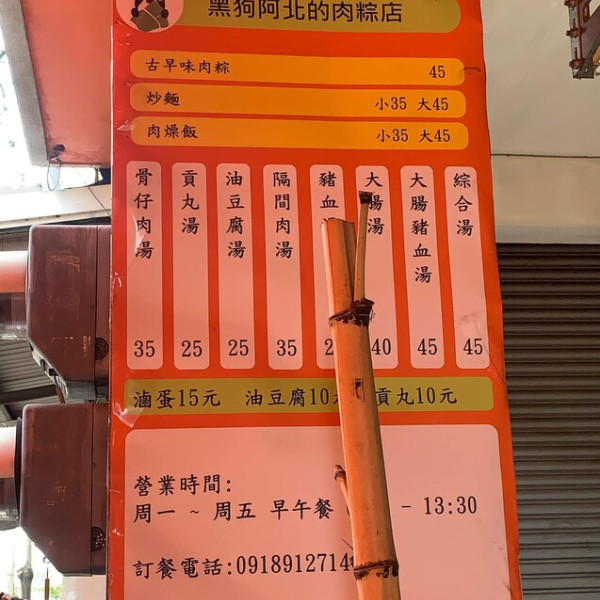 黑狗阿北的肉粽店
古早味肉粽 45
炒麵 小35 大45
肉燥飯 小35 大45
骨仔肉湯 35
貢丸湯 25
油豆腐湯 25
隔間肉湯 35
豬血 2
大腸湯 40
大腸豬血湯 45
綜合湯 45
滷蛋15元 油豆腐10 貢丸10元
營業時間:
周一 ~ 周五 早午餐 - 13:30
訂餐電話:0918912714